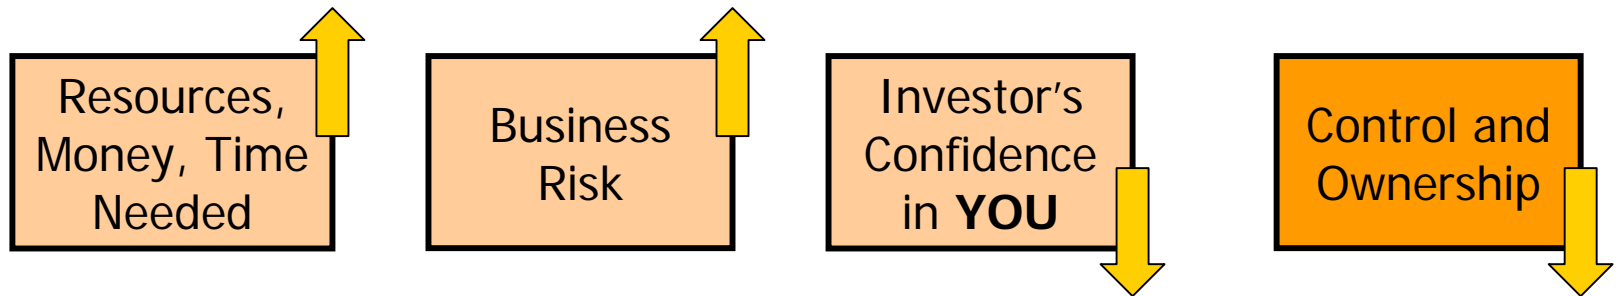 Resources,
Money, Time
Needed
Business
Risk
Investor's
Confidence
in YOU
Control and
Ownership